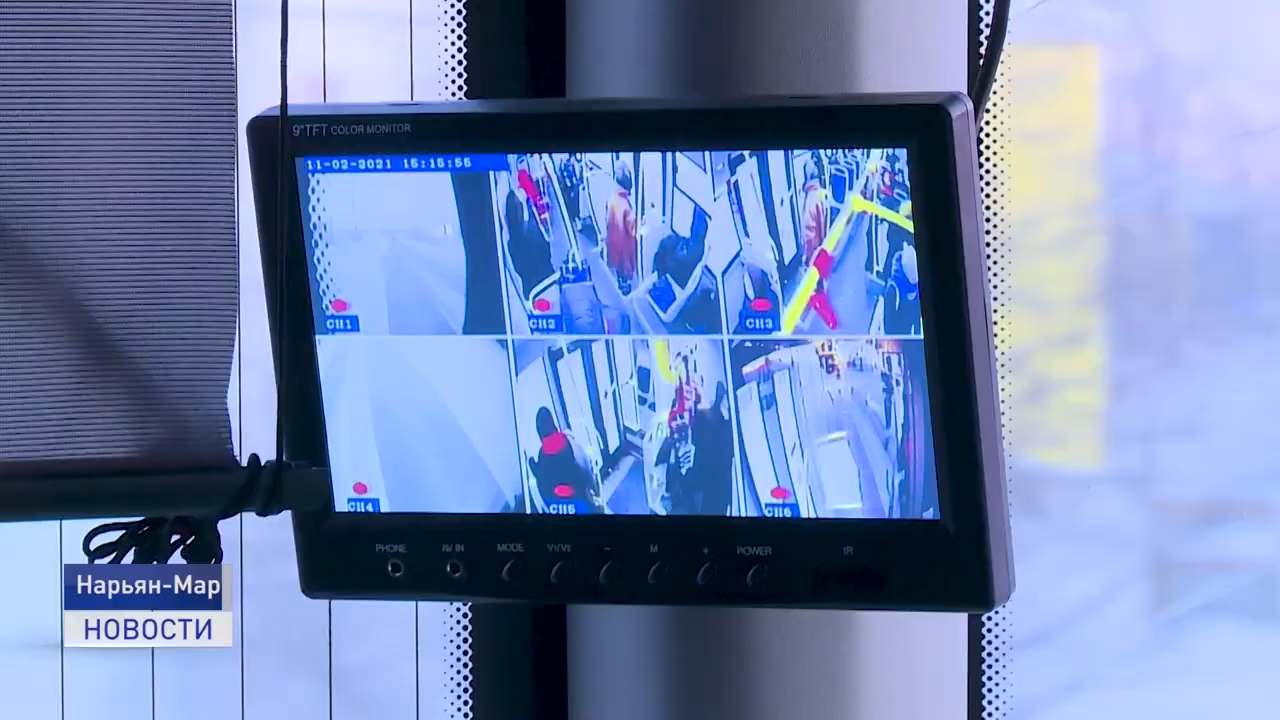 9"TFT COLOR MONITOR
11-02-2021 15:15:55
CH1
CH2
CH3
CH4
CH5
CH6
PHONE
AV IN
MODE
V1/V2
-
M
+
POWER
IR
Нарьян-Мар
НОВОСТИ